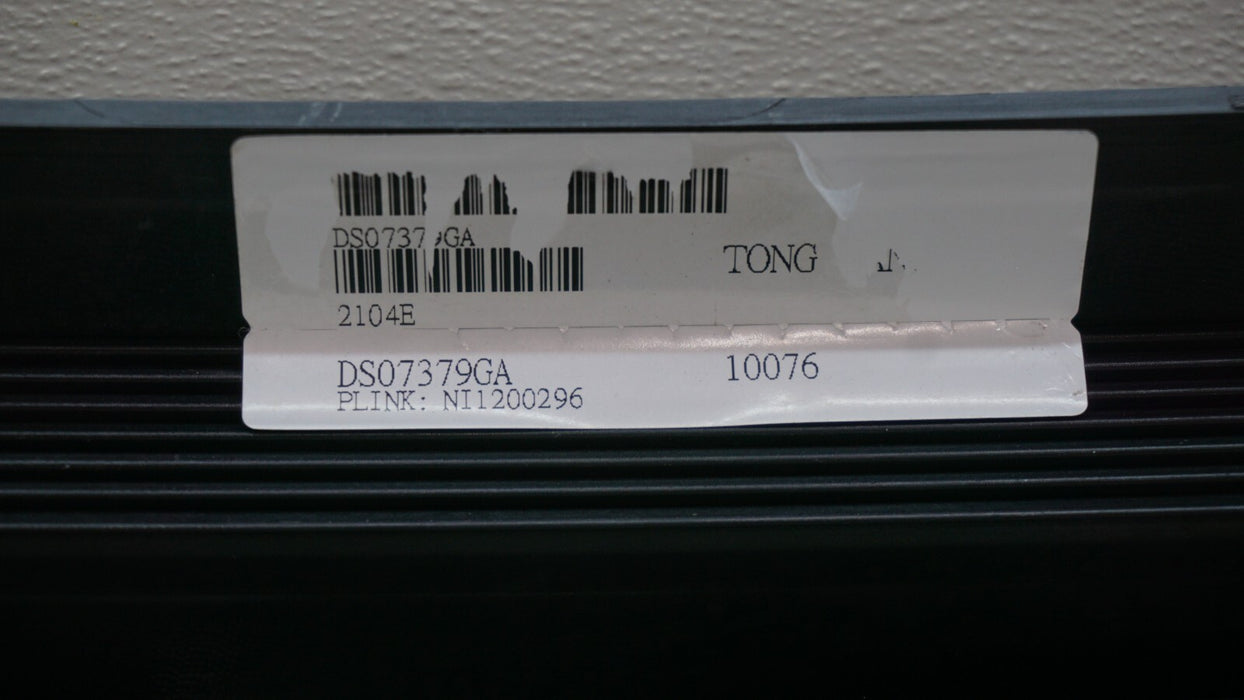 DS07379GA
TONG
2104E
DS07379GA 10076
PLINK: NI1200296